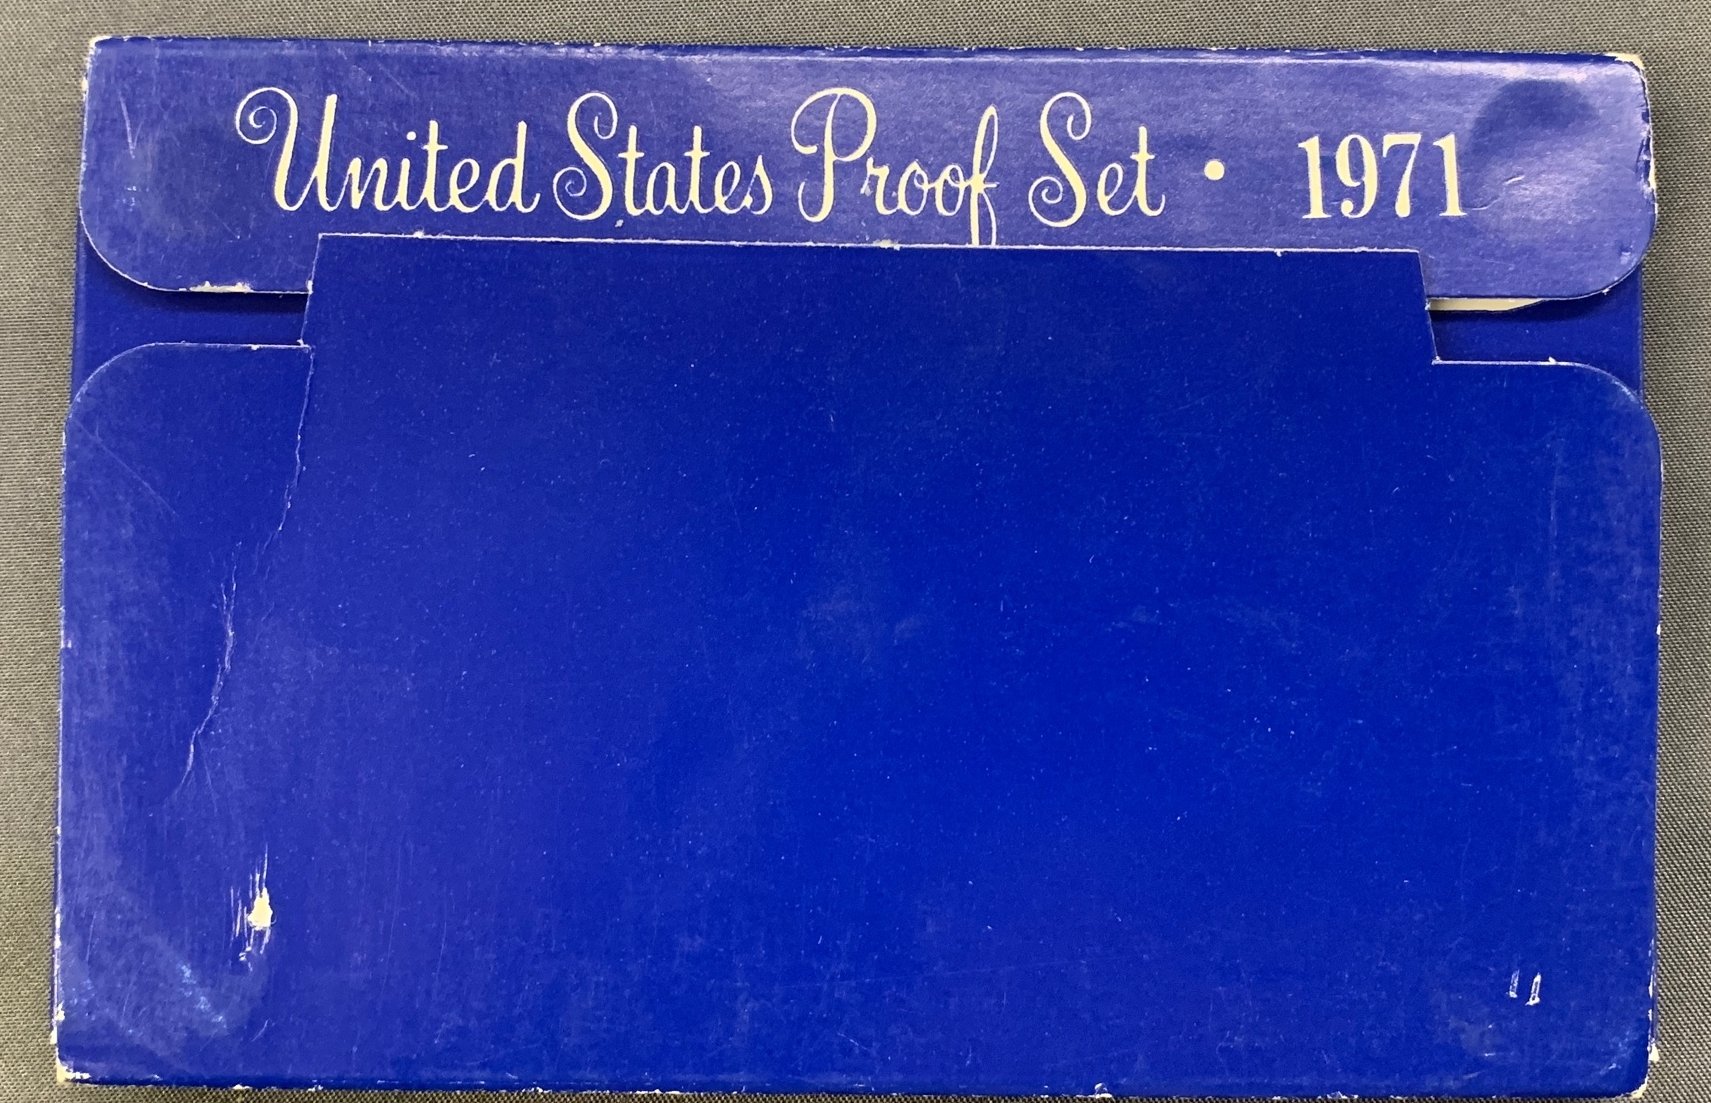 United States Proof Set · 1971